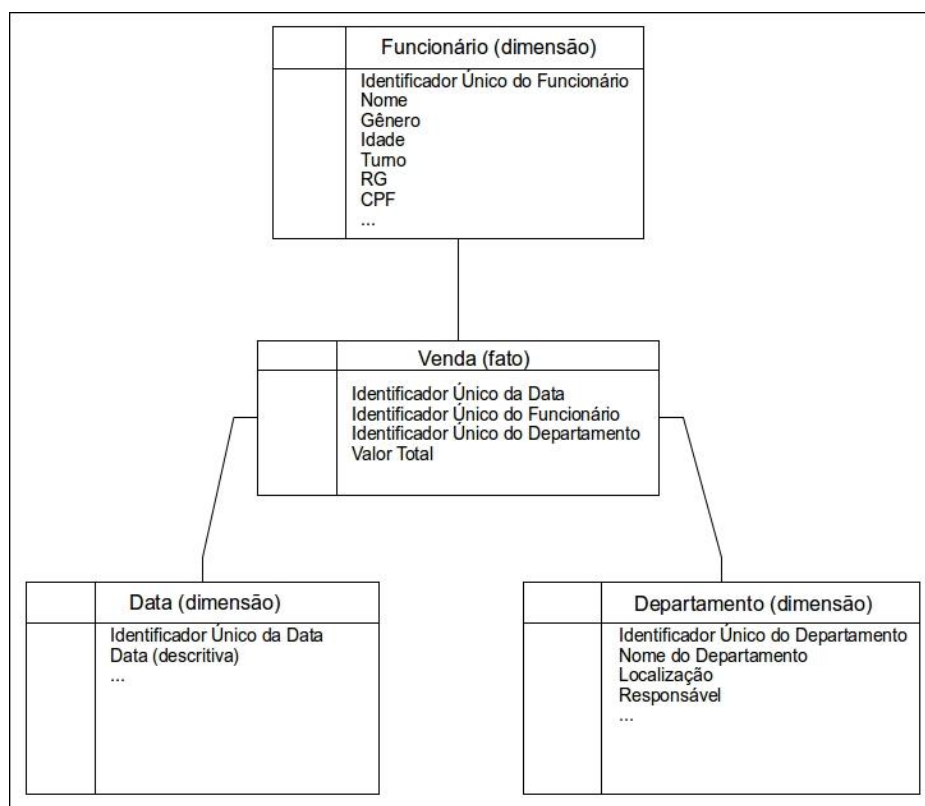 Funcionário (dimensão)
Identificador Único do Funcionário
Nome
Gênero
Idade
Turno
RG
CPF
...
Venda (fato)
Identificador Único da Data
Identificador Único do Funcionário
Identificador Único do Departamento
Valor Total
Data (dimensão)
Identificador Único da Data
Data (descritiva)
...
Departamento (dimensão)
Identificador Único do Departamento
Nome do Departamento
Localização
Responsável
...